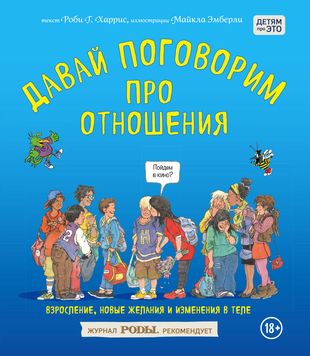 текст Роби Г. Харрис, иллюстрации Майкла Эмберли
ДЕТЯМ
про ЭТО
ДАВАЙ ПОГОВОРИМ
ПРО
ОТНОШЕНИЯ
Пойдем
в кино?
ВЗРОСЛЕНИЕ, НОВЫЕ ЖЕЛАНИЯ И ИЗМЕНЕНИЯ В ТЕЛЕ
18+
ЖУРНАЛ РОДЫ. РЕКОМЕНДУЕТ